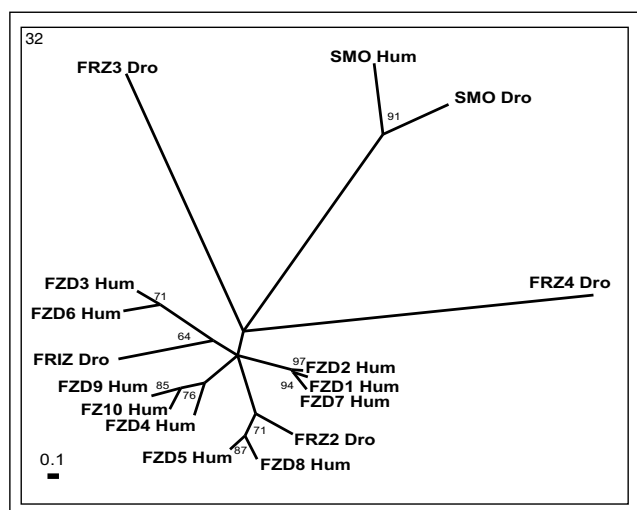 32
SMO Hum
FRZ3 Dro
SMO Dro
91
FRZ4 Dro
FZD3 Hum
71
FZD6 Hum
64
FRIZ Dro
97
FZD2 Hum
FZD9 Hum
85
94
FZD1 Hum
76
FZD7 Hum
FZ10 Hum
FZD4 Hum
71
FRZ2 Dro
FZD5 Hum
87
FZD8 Hum
0.1